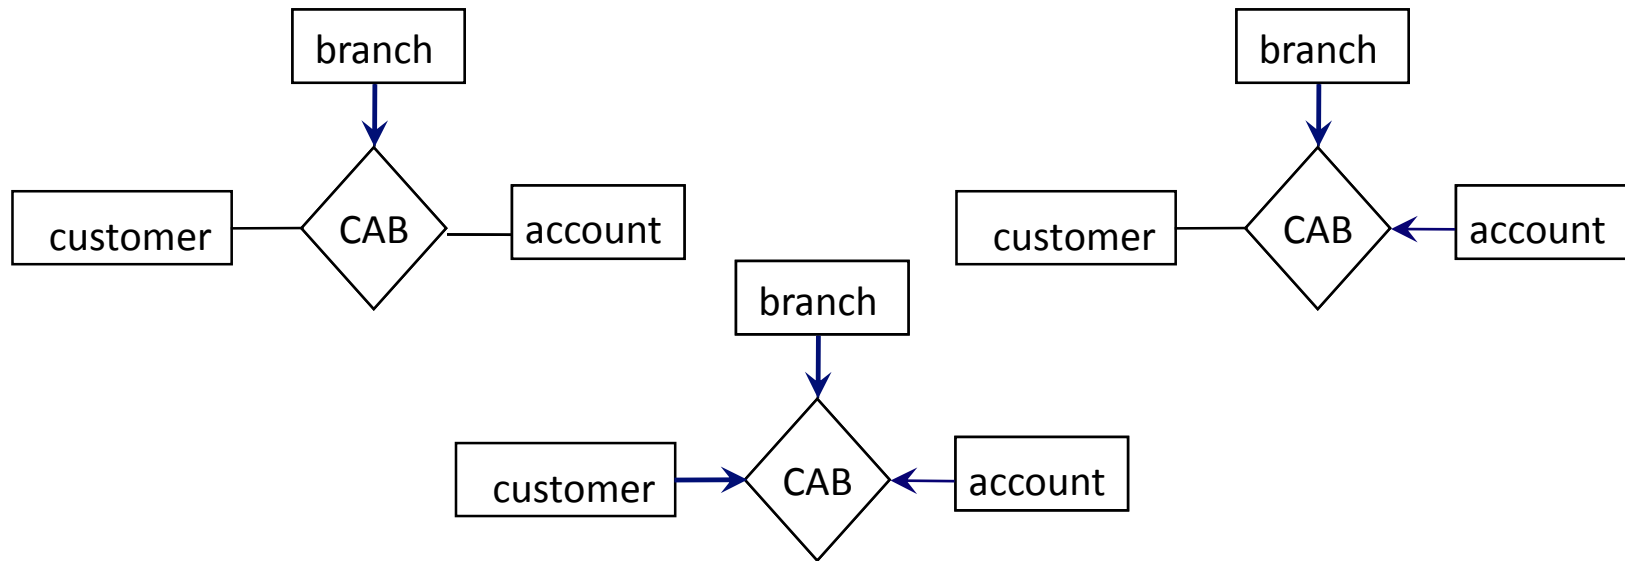 branch
customer
CAB
account
branch
customer
CAB
account
branch
customer
CAB
account